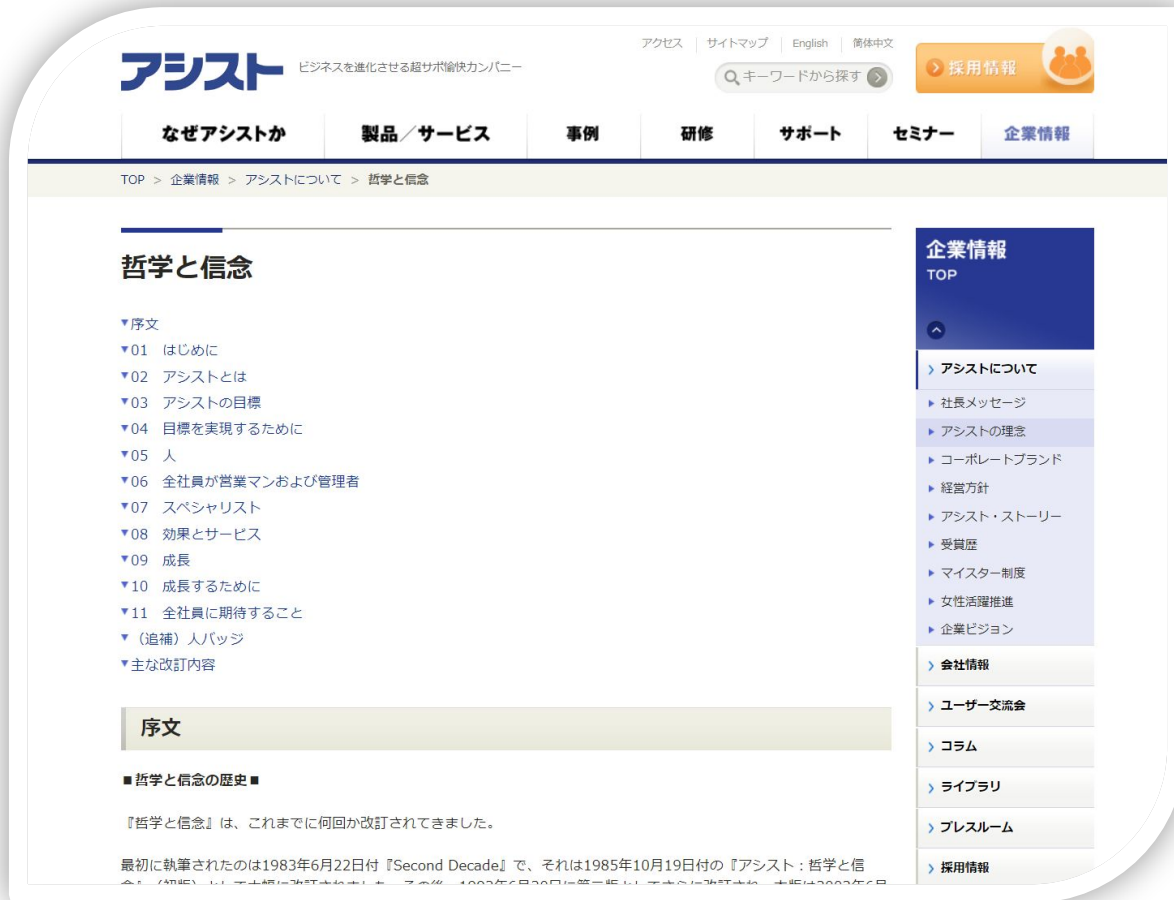 アシスト ビジネスを進化させる超サポ愉快カンパニー
アクセス サイトマップ English 简体中文
キーワードから探す
採用情報
なぜアシストか 製品／サービス 事例 研修 サポート セミナー 企業情報
TOP > 企業情報 > アシストについて > 哲学と信念
哲学と信念
▼序文
▼01 はじめに
▼02 アシストとは
▼03 アシストの目標
▼04 目標を実現するために
▼05 人
▼06 全社員が営業マンおよび管理者
▼07 スペシャリスト
▼08 効果とサービス
▼09 成長
▼10 成長するために
▼11 全社員に期待すること
▼（追補）人バッジ
▼主な改訂内容
序文
■哲学と信念の歴史■
『哲学と信念』は、これまでに何回か改訂されてきました。
最初に執筆されたのは1983年6月22日付『Second Decade』で、それは1985年10月19日付の『アシスト：哲学と信
企業情報
TOP
アシストについて
社長メッセージ
アシストの理念
コーポレートブランド
経営方針
アシスト・ストーリー
受賞歴
マイスター制度
女性活躍推進
企業ビジョン
会社情報
ユーザー交流会
コラム
ライブラリ
プレスルーム
採用情報